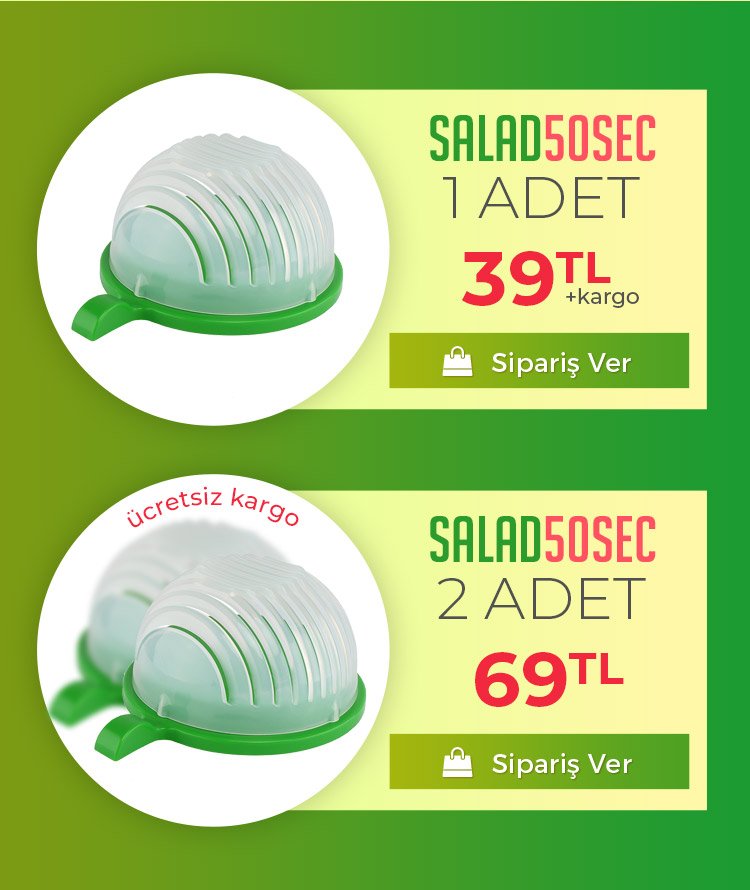 SALAD50SEC
1 ADET
39TL
+kargo
Sipariş Ver
ücretsiz kargo
SALAD50SEC
2 ADET
69TL
Sipariş Ver